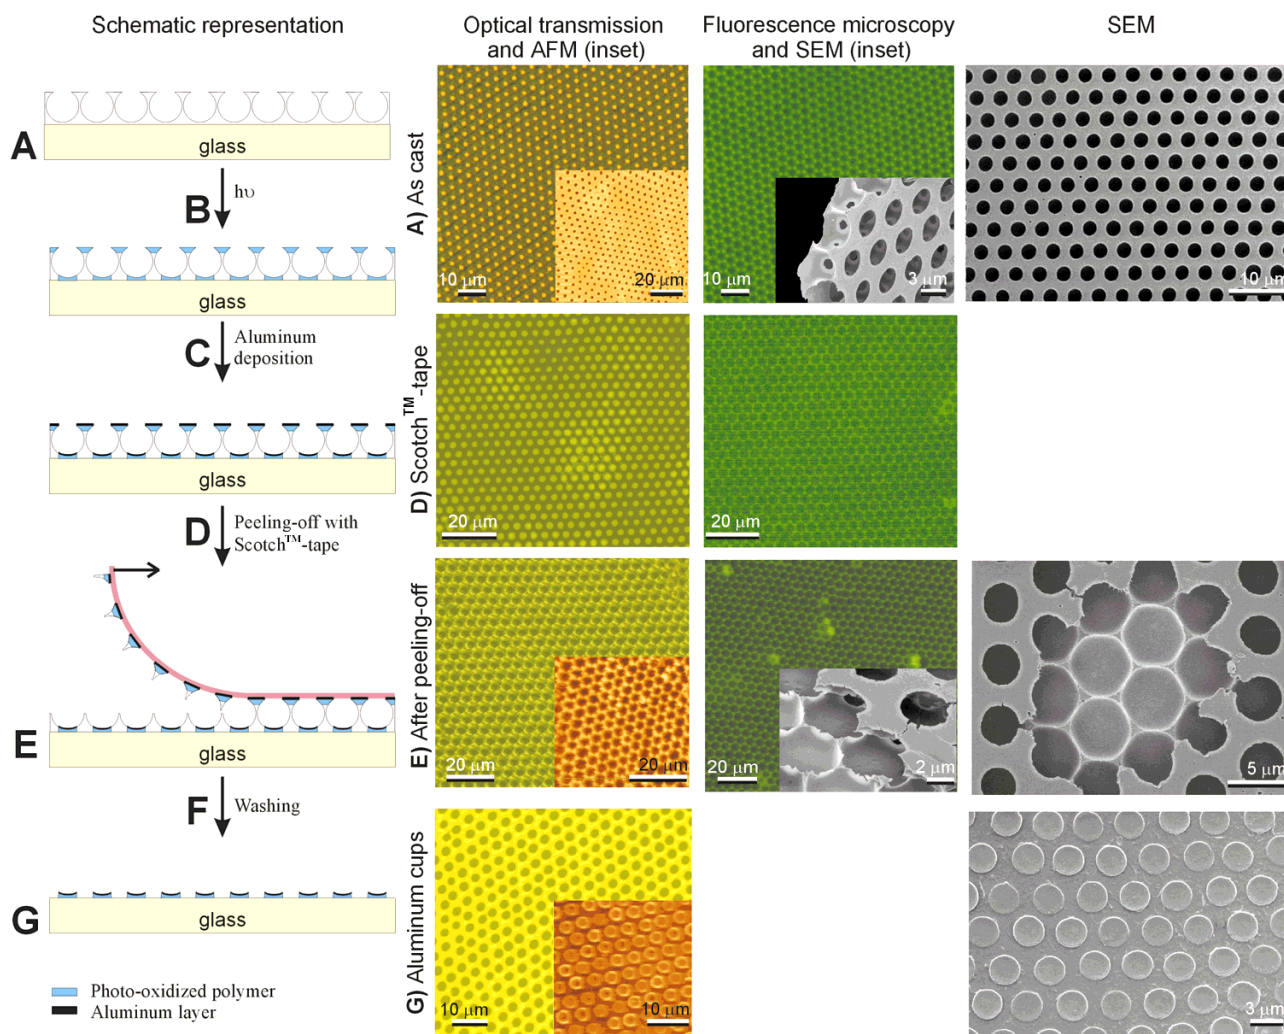 Schematic representation
Optical transmission
and AFM (inset)
Fluorescence microscopy
and SEM (inset)
SEM
A
glass
B
hυ
glass
C
Aluminum
deposition
glass
D
Peeling-off with
Scotch™-tape
E
glass
F
Washing
G
glass
Photo-oxidized polymer
Aluminum layer
A) As cast
10 μm
20 μm
10 μm
3 μm
10 μm
D) Scotch™-tape
20 μm
20 μm
E) After peeling-off
20 μm
20 μm
20 μm
2 μm
5 μm
G) Aluminum cups
10 μm
10 μm
3 μm